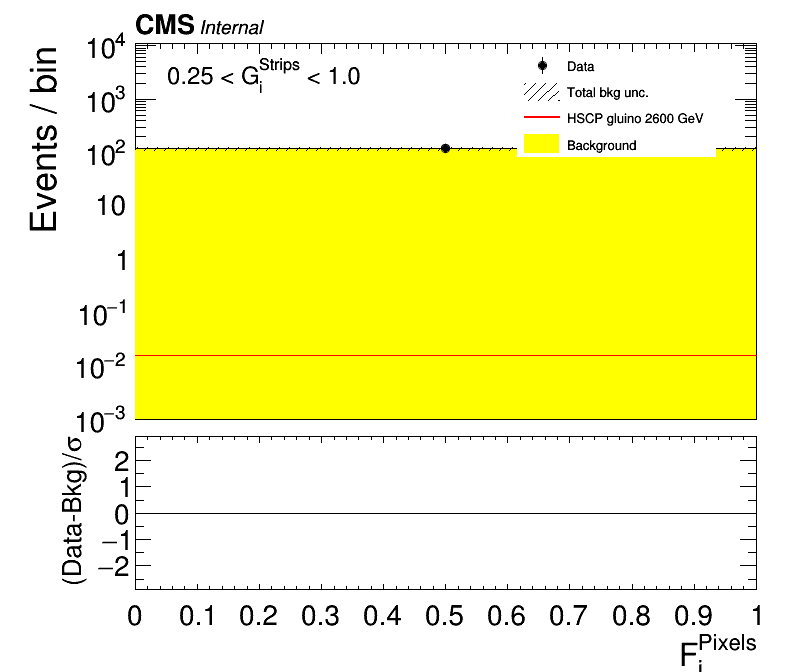 CMS Internal
Events / bin
10^4
10^3
10^2
10
1
10^−1
10^−2
10^−3
0.25 < G_i^Strips < 1.0
Data
Total bkg unc.
HSCP gluino 2600 GeV
Background
(Data-Bkg)/σ
2
1
0
−1
−2
0 0.1 0.2 0.3 0.4 0.5 0.6 0.7 0.8 0.9 1
F_i^Pixels